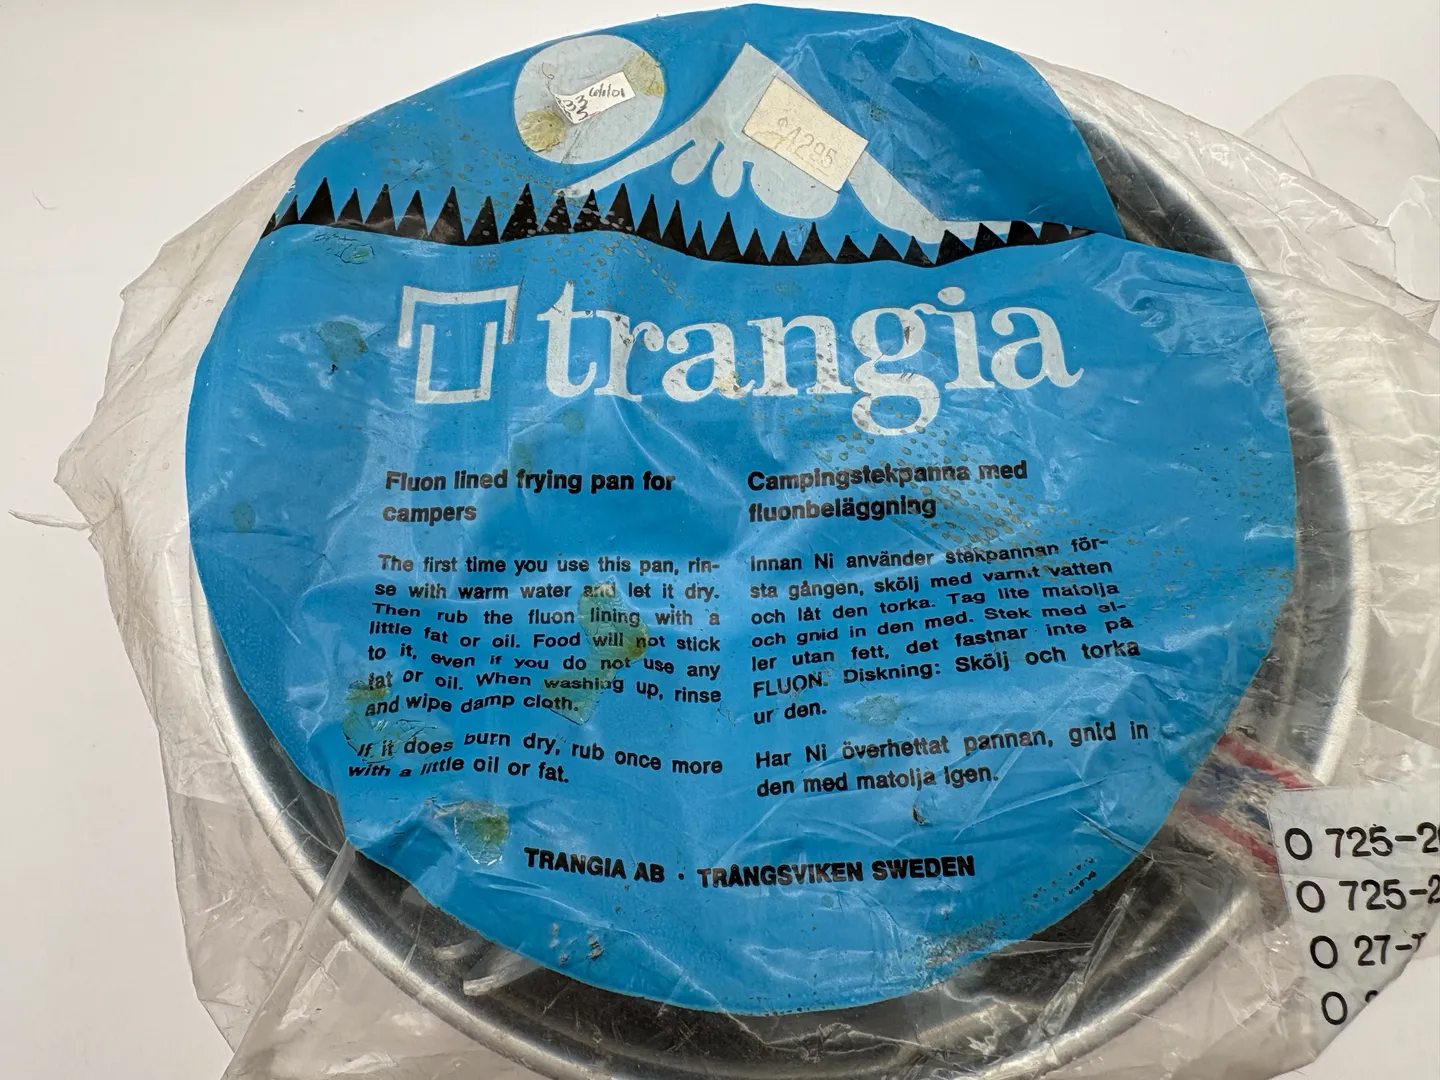 $1295
trangia
Fluon lined frying pan for
campers
The first time you use this pan, rin-
se with warm water and let it dry.
Then rub the fluon lining with a
little fat or oil. Food will not stick
to it, even if you do not use any
fat or oil. When washing up, rinse
and wipe damp cloth.
If it does burn dry, rub once more
with a little oil or fat.
Campingstekpanna med
fluonbeläggning
Innan Ni använder stekpannan för-
sta gången, skölj med varmt vatten
och låt den torka. Tag lite matolja
och gnid in den med. Stek med el-
ler utan fett, det fastnar inte på
FLUON. Diskning: Skölj och torka
ur den.
Har Ni överhettat pannan, gnid in
den med matolja igen.
TRANGIA AB · TRÅNGSVIKEN SWEDEN
O 725-2
O 725-2
O 27-
O